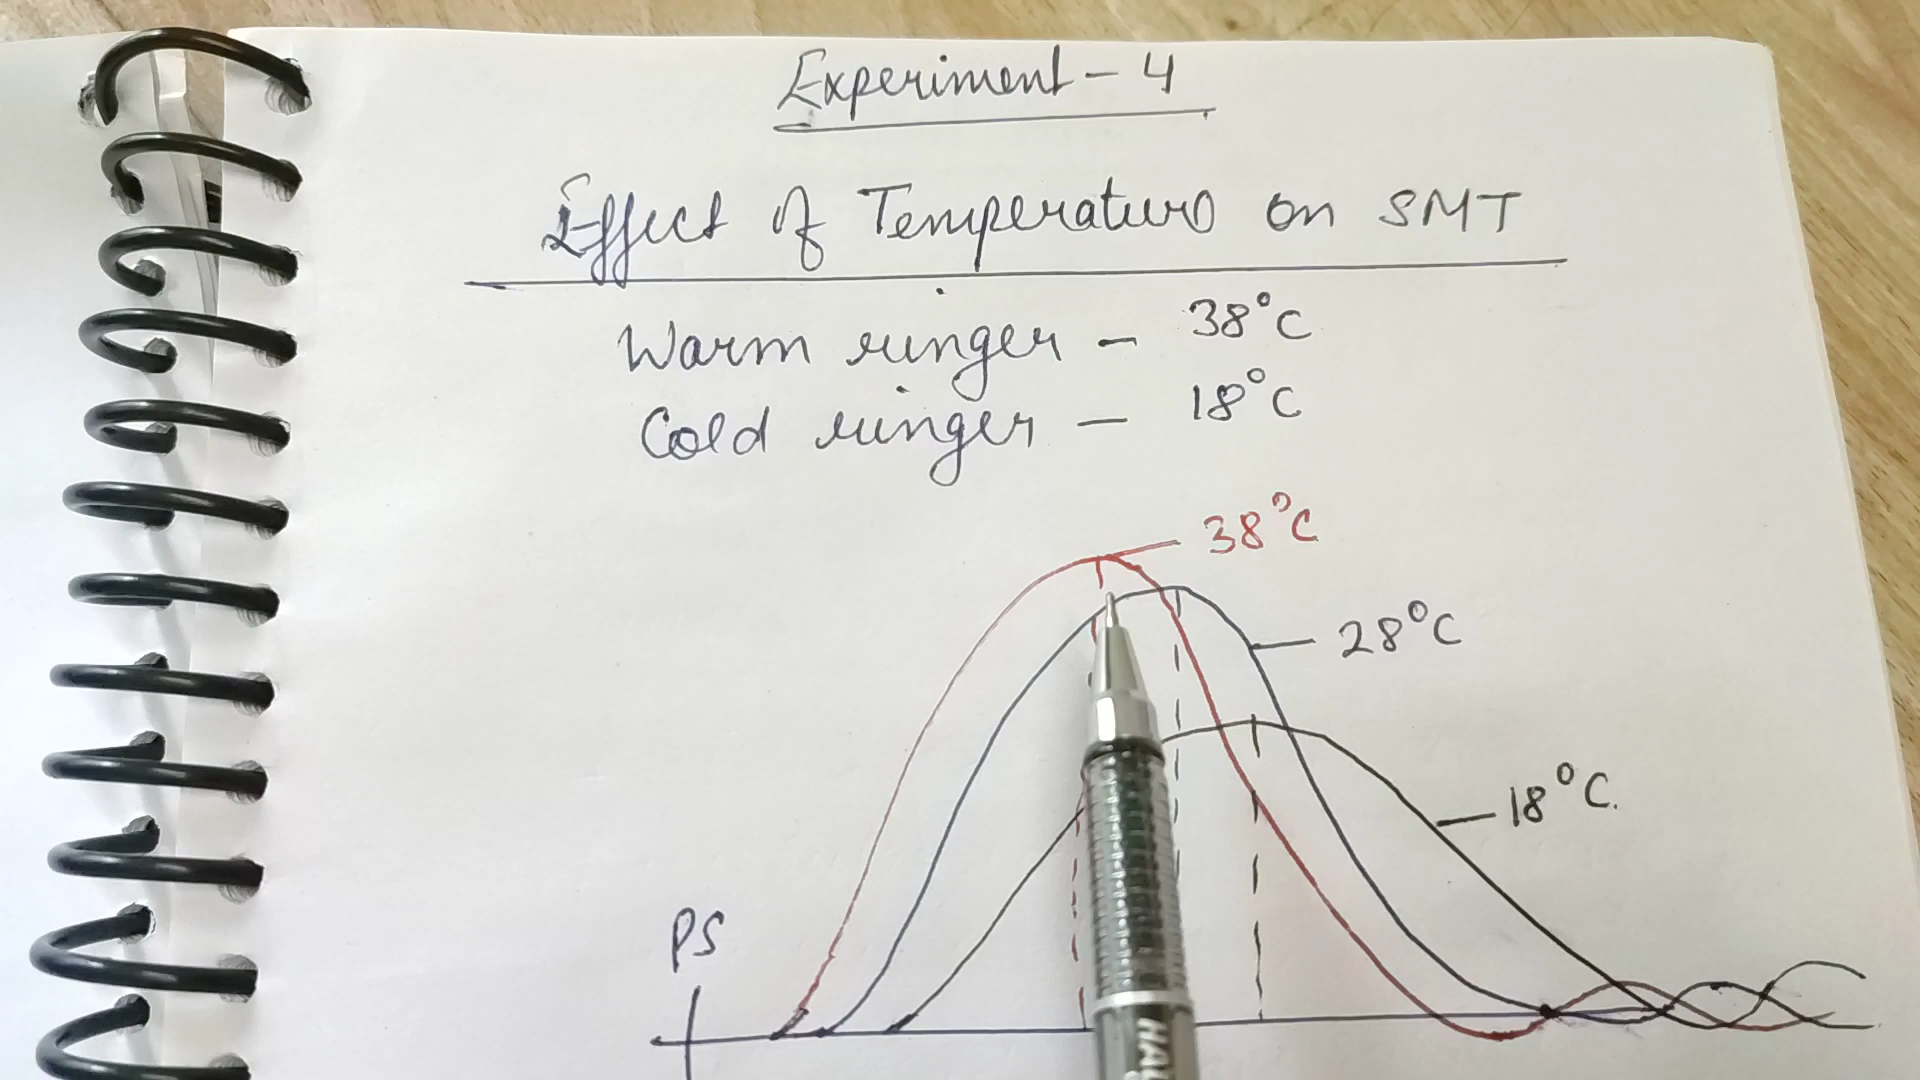 Experiment - 4
Effect of Temperature on SMT
Warm ringer - 38°C
Cold ringer - 18°C
38°C
28°C
18°C.
PS